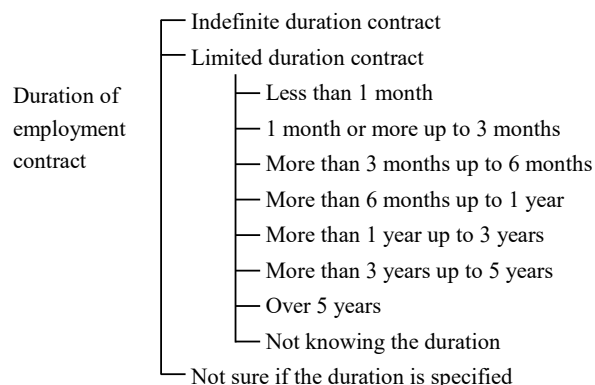 Duration of
employment
contract
Indefinite duration contract
Limited duration contract
Less than 1 month
1 month or more up to 3 months
More than 3 months up to 6 months
More than 6 months up to 1 year
More than 1 year up to 3 years
More than 3 years up to 5 years
Over 5 years
Not knowing the duration
Not sure if the duration is specified